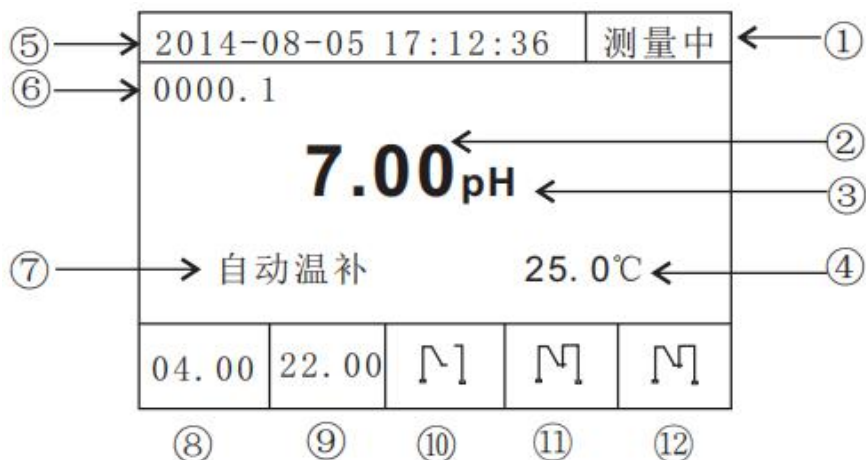 ⑤ 2014-08-05 17:12:36 测量中 ①
⑥ 0000.1
7.00pH ② ③
⑦ 自动温补 25.0℃ ④
04.00 22.00
⑧ ⑨ ⑩ ⑪ ⑫